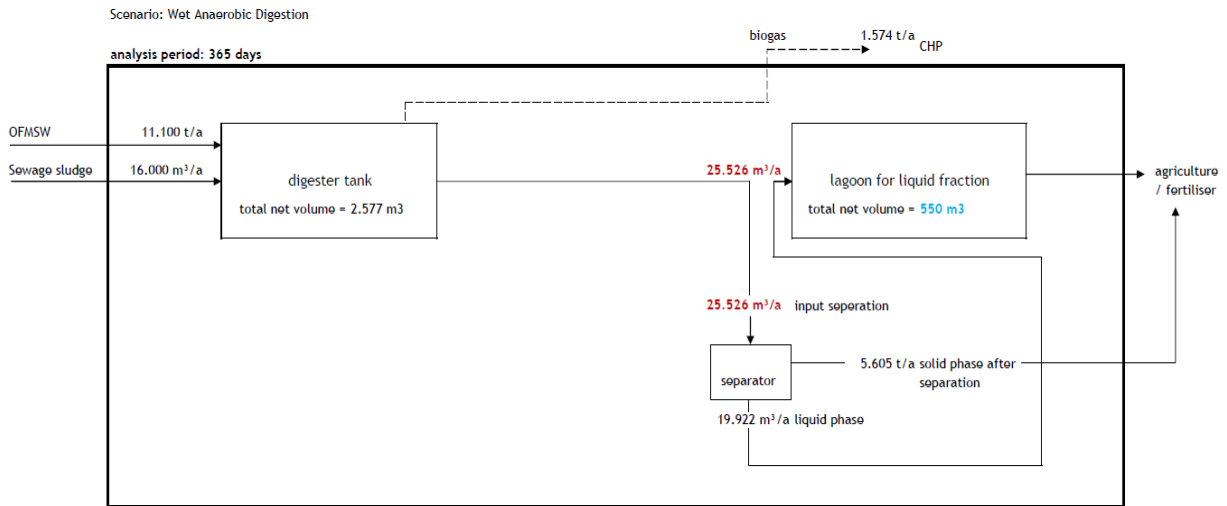 Scenario: Wet Anaerobic Digestion
biogas
1.574 t/a
CHP
analysis period: 365 days
OFMSW
11.100 t/a
Sewage sludge
16.000 m³/a
digester tank
total net volume = 2.577 m3
25.526 m³/a
lagoon for liquid fraction
total net volume = 550 m3
agriculture
/ fertiliser
25.526 m³/a
input seperation
separator
5.605 t/a solid phase after
separation
19.922 m³/a liquid phase